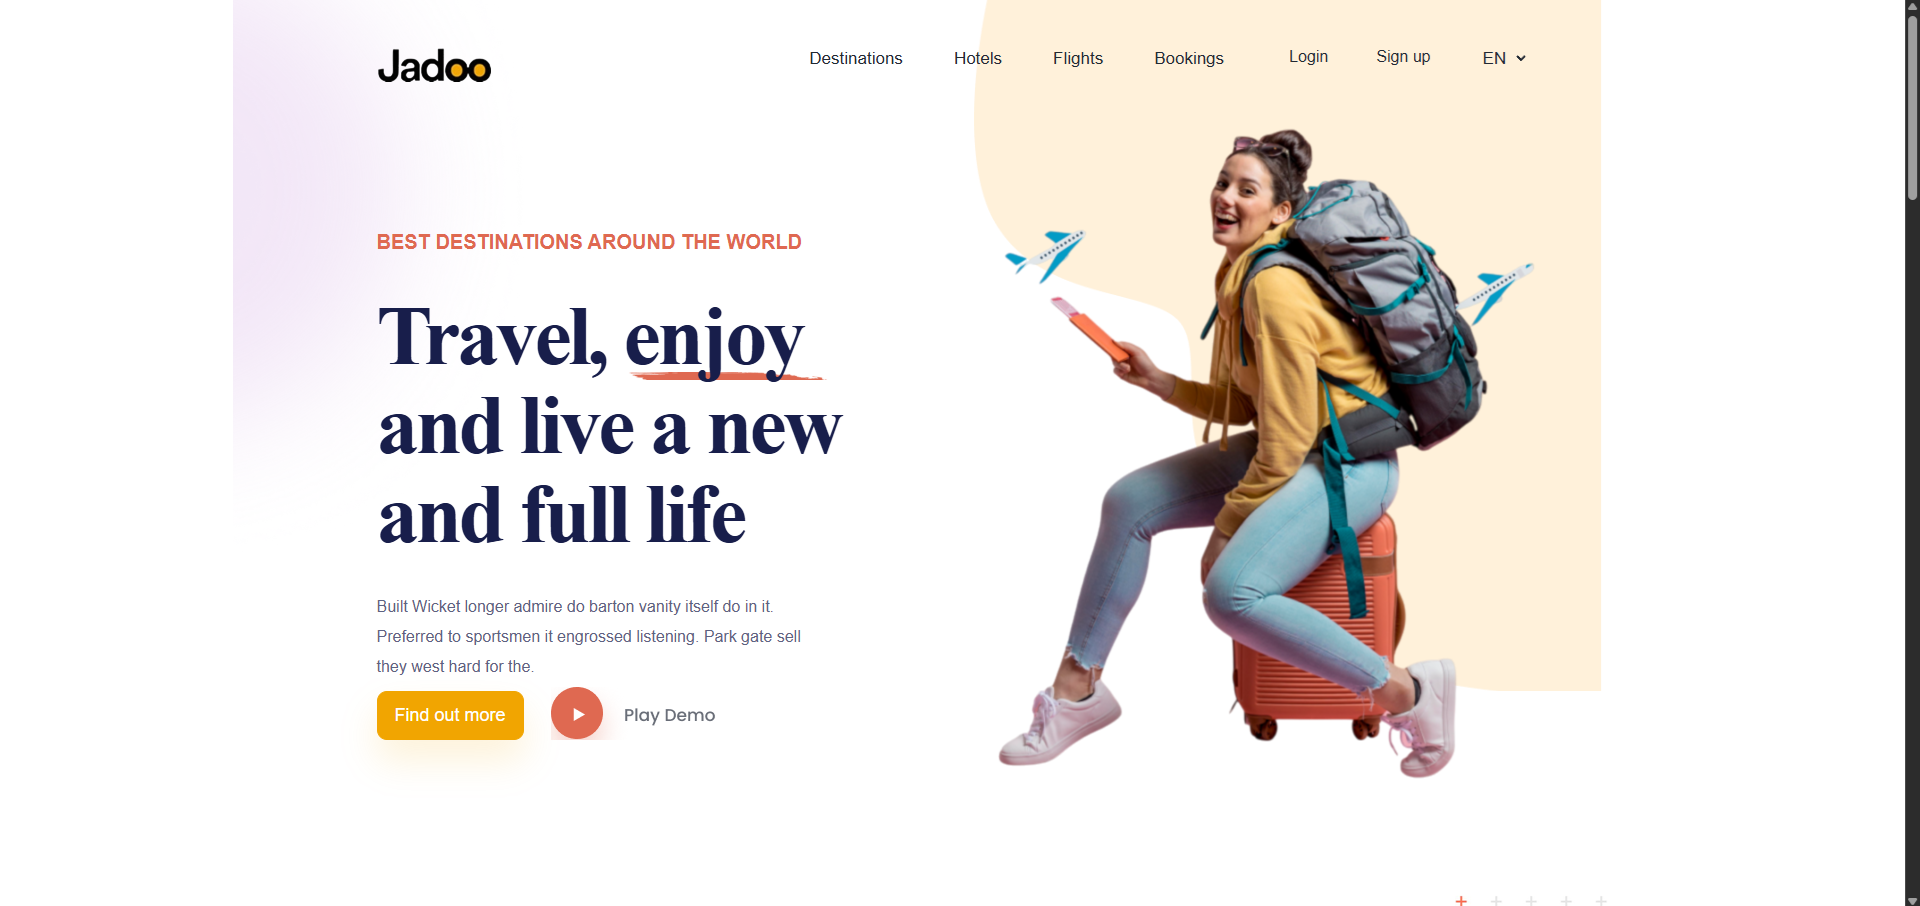 Jadoo
Destinations
Hotels
Flights
Bookings
Login
Sign up
EN
BEST DESTINATIONS AROUND THE WORLD
Travel, enjoy
and live a new
and full life
Built Wicket longer admire do barton vanity itself do in it.
Preferred to sportsmen it engrossed listening. Park gate sell
they west hard for the.
Find out more
Play Demo